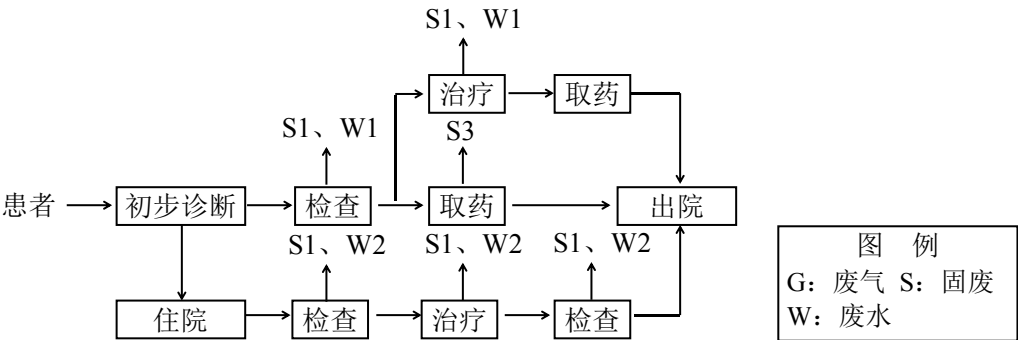 S1、W1
治疗
取药
S1、W1
S3
患者
初步诊断
检查
取药
出院
S1、W2
S1、W2
S1、W2
住院
检查
治疗
检查
图 例
G：废气 S：固废
W：废水